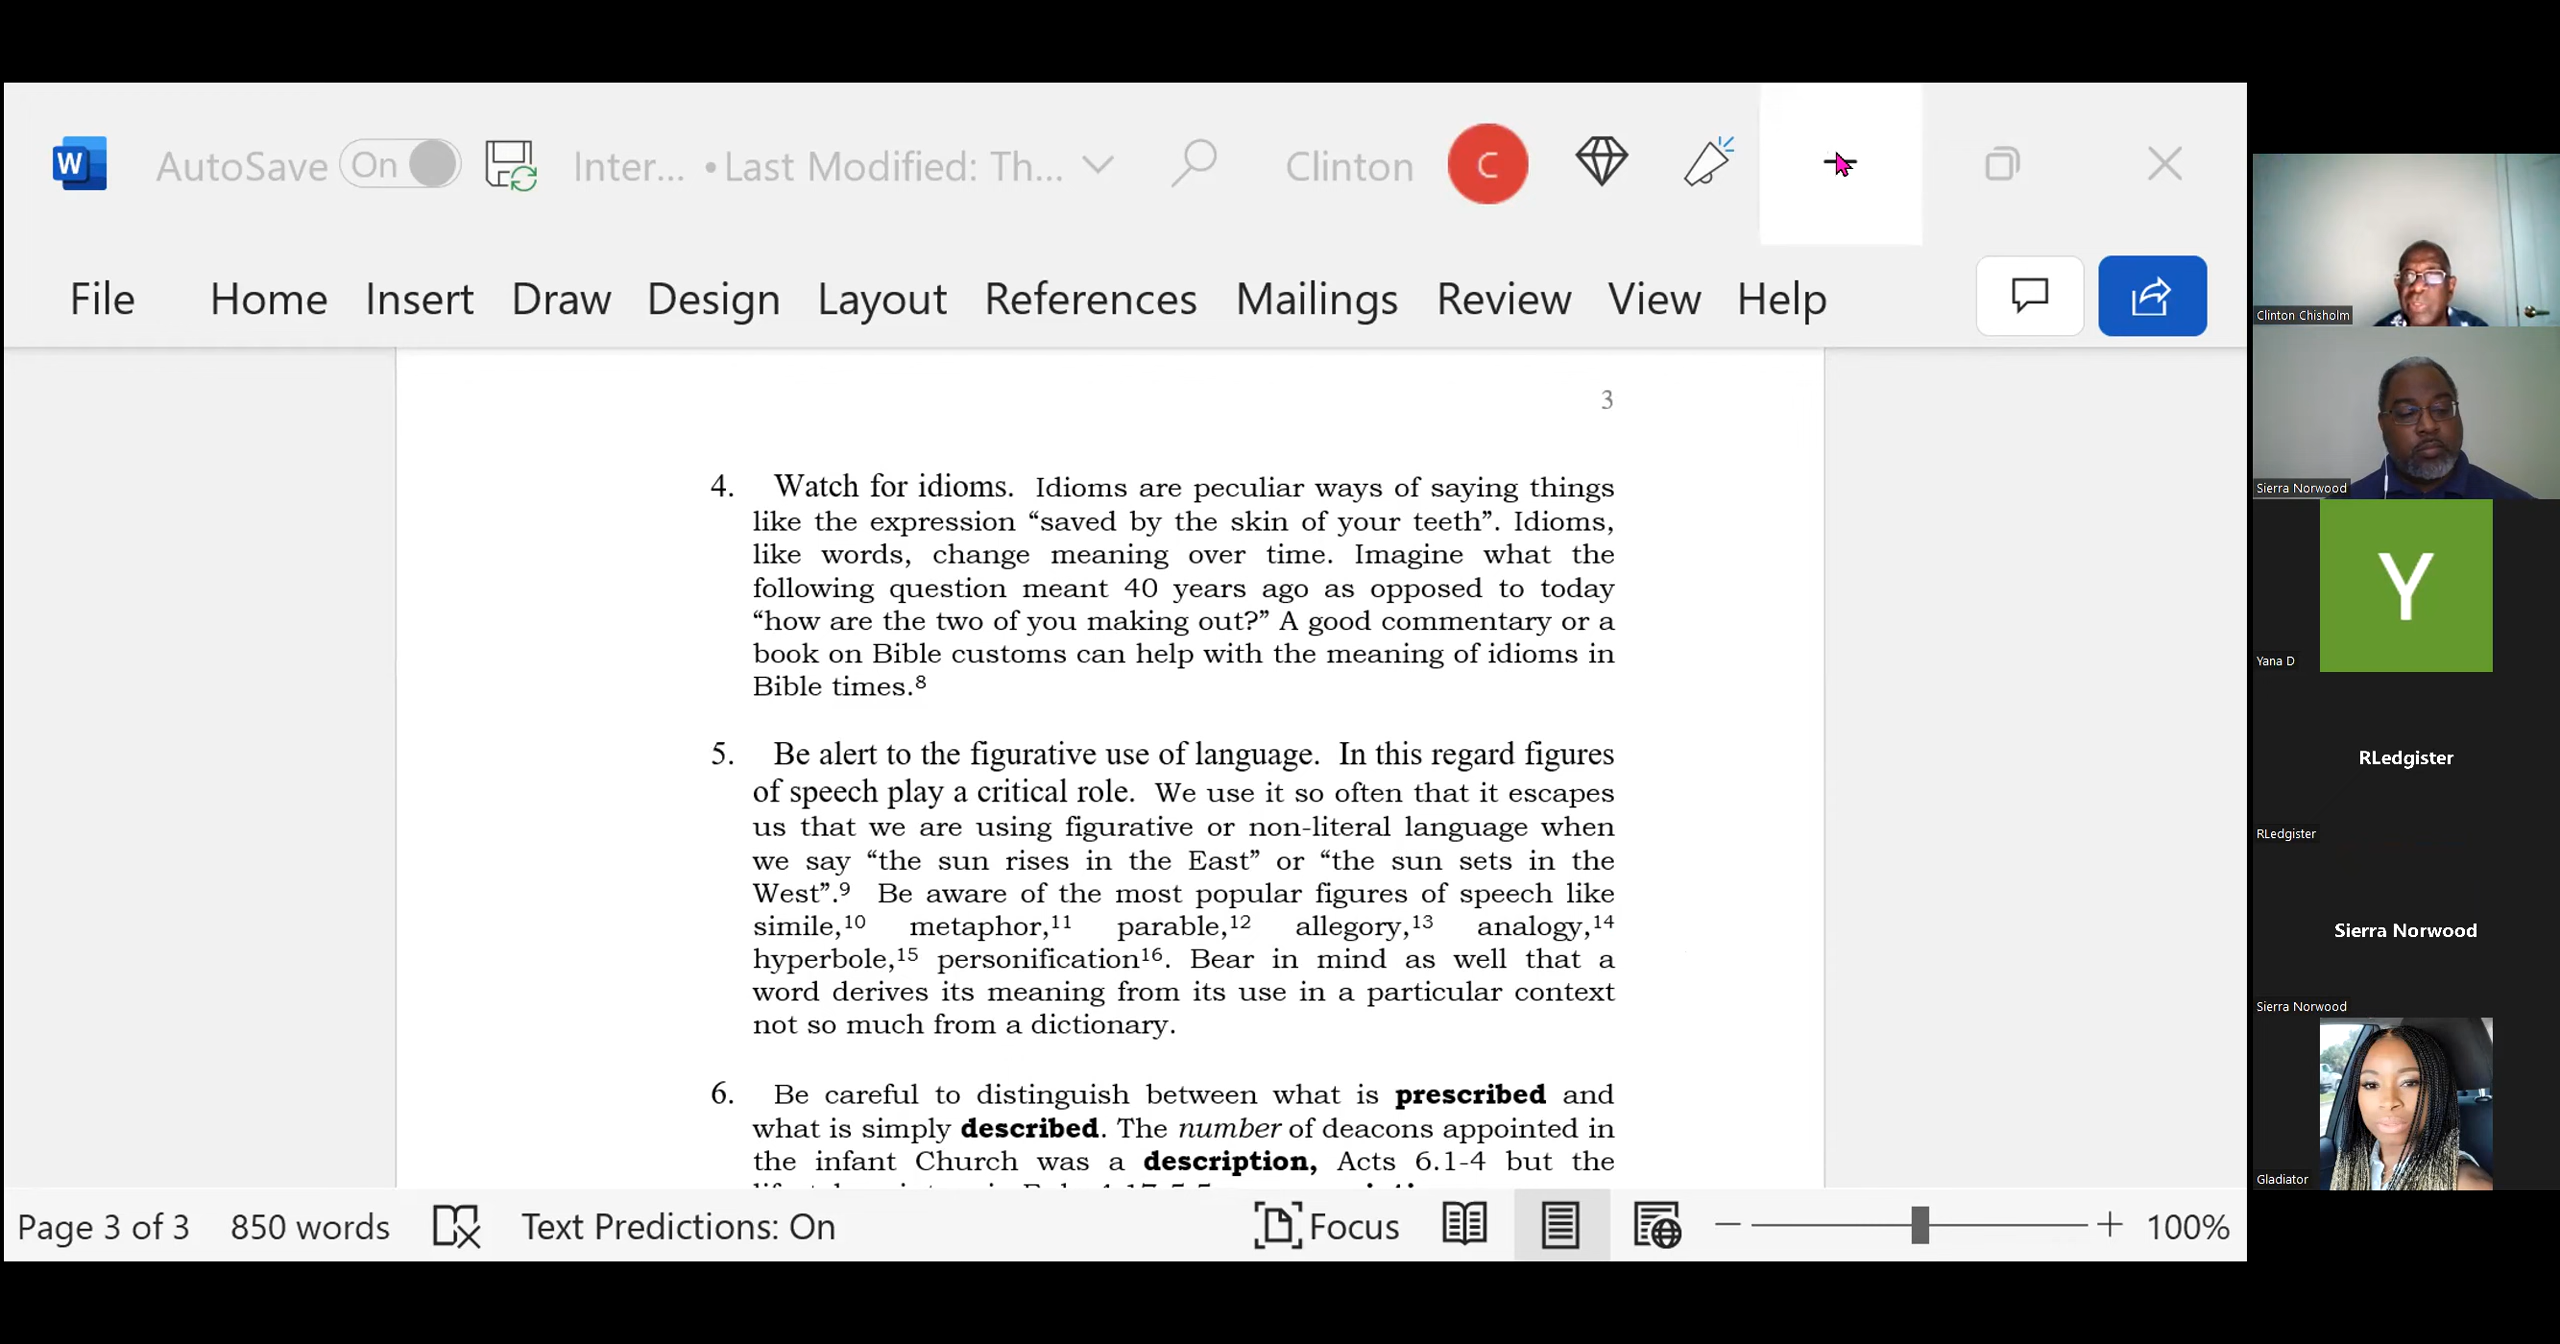 W
AutoSave On Inter... • Last Modified: Th... Clinton C
File Home Insert Draw Design Layout References Mailings Review View Help
3
4. Watch for idioms. Idioms are peculiar ways of saying things
like the expression “saved by the skin of your teeth”. Idioms,
like words, change meaning over time. Imagine what the
following question meant 40 years ago as opposed to today
“how are the two of you making out?” A good commentary or a
book on Bible customs can help with the meaning of idioms in
Bible times.8
5. Be alert to the figurative use of language. In this regard figures
of speech play a critical role. We use it so often that it escapes
us that we are using figurative or non-literal language when
we say “the sun rises in the East” or “the sun sets in the
West”.9 Be aware of the most popular figures of speech like
simile,10 metaphor,11 parable,12 allegory,13 analogy,14
hyperbole,15 personification16. Bear in mind as well that a
word derives its meaning from its use in a particular context
not so much from a dictionary.
6. Be careful to distinguish between what is prescribed and
what is simply described. The number of deacons appointed in
the infant Church was a description, Acts 6.1-4 but the
Page 3 of 3 850 words Text Predictions: On Focus 100%
Clinton Chisholm
Sierra Norwood
Y
Yana D
RLedgister
RLedgister
Sierra Norwood
Sierra Norwood
Gladiator